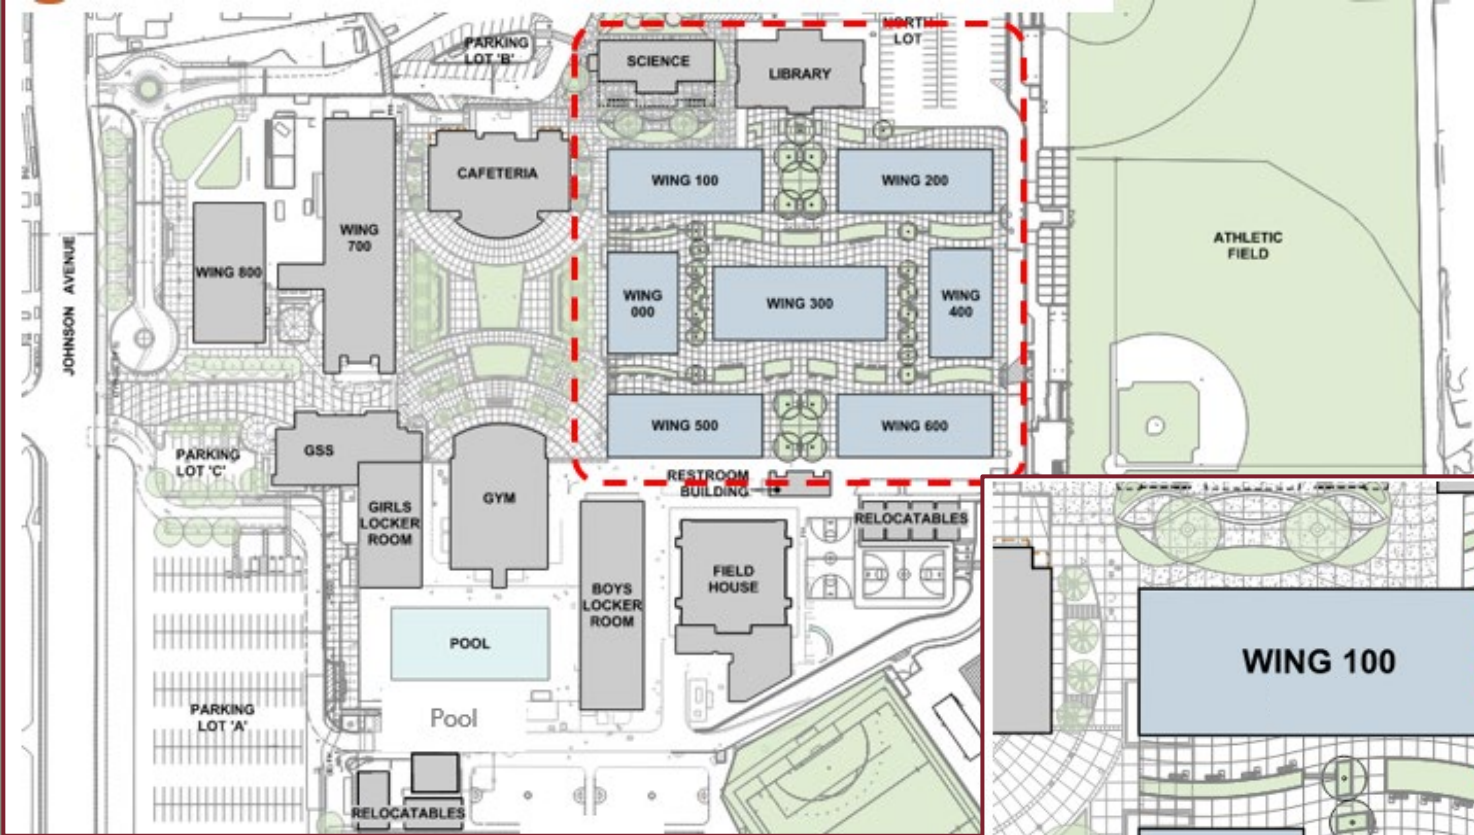 NORTH
LOT
PARKING
LOT 'B'
SCIENCE
LIBRARY
CAFETERIA
WING 100
WING 200
WING
700
WING 800
JOHNSON AVENUE
WING
000
WING 300
WING
400
ATHLETIC
FIELD
WING 500
WING 600
GSS
PARKING
LOT 'C'
RESTROOM
BUILDING
GIRLS
LOCKER
ROOM
GYM
RELOCATABLES
BOYS
LOCKER
ROOM
FIELD
HOUSE
POOL
Pool
PARKING
LOT 'A'
RELOCATABLES
WING 100